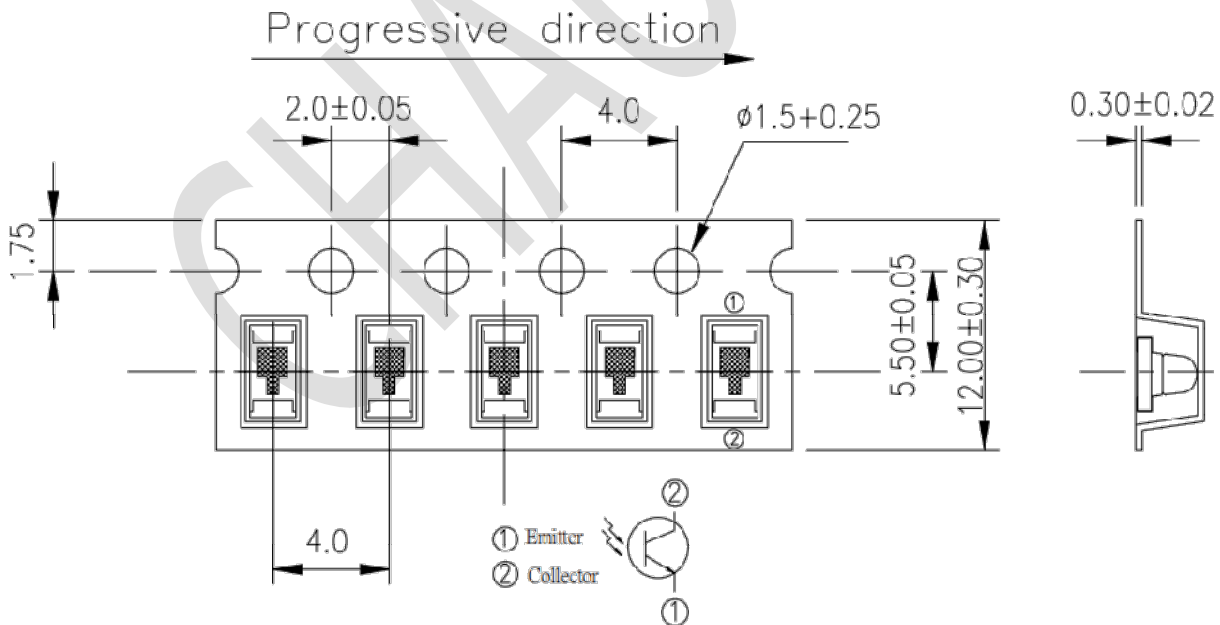 Progressive direction
2.0±0.05
4.0
ø1.5+0.25
0.30±0.02
1.75
①
②
5.50±0.05
12.00±0.30
4.0
① Emitter
② Collector
②
①
CHAO